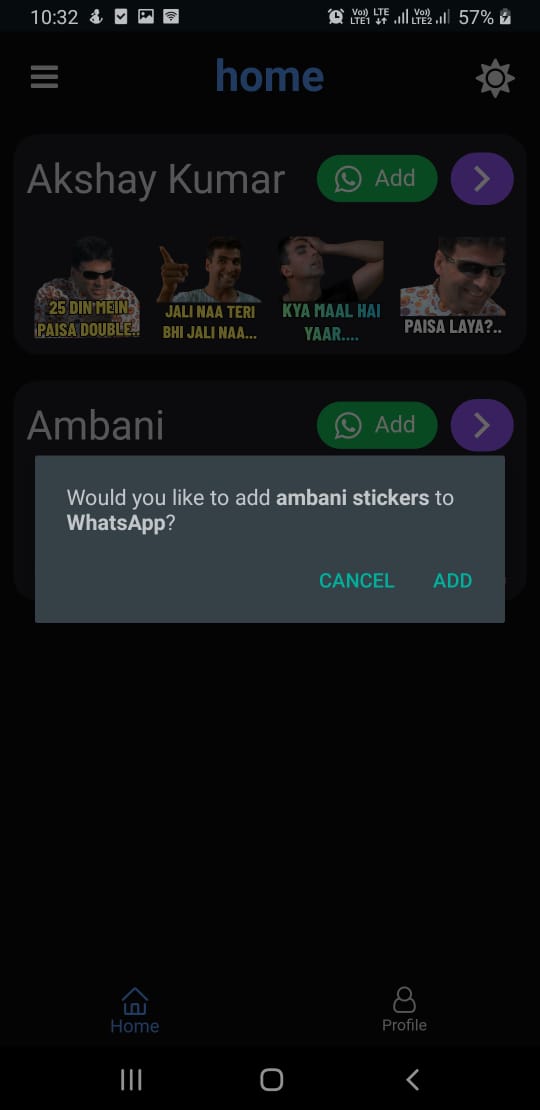 10:32
Vo)) LTE1
LTE
Vo)) LTE2
57%
home
Akshay Kumar
Add
25 DIN MEIN
PAISA DOUBLE..
JALI NAA TERI
BHI JALI NAA...
KYA MAAL HAI
YAAR....
PAISA LAYA?..
Ambani
Add
Would you like to add ambani stickers to
WhatsApp?
CANCEL
ADD
Home
Profile